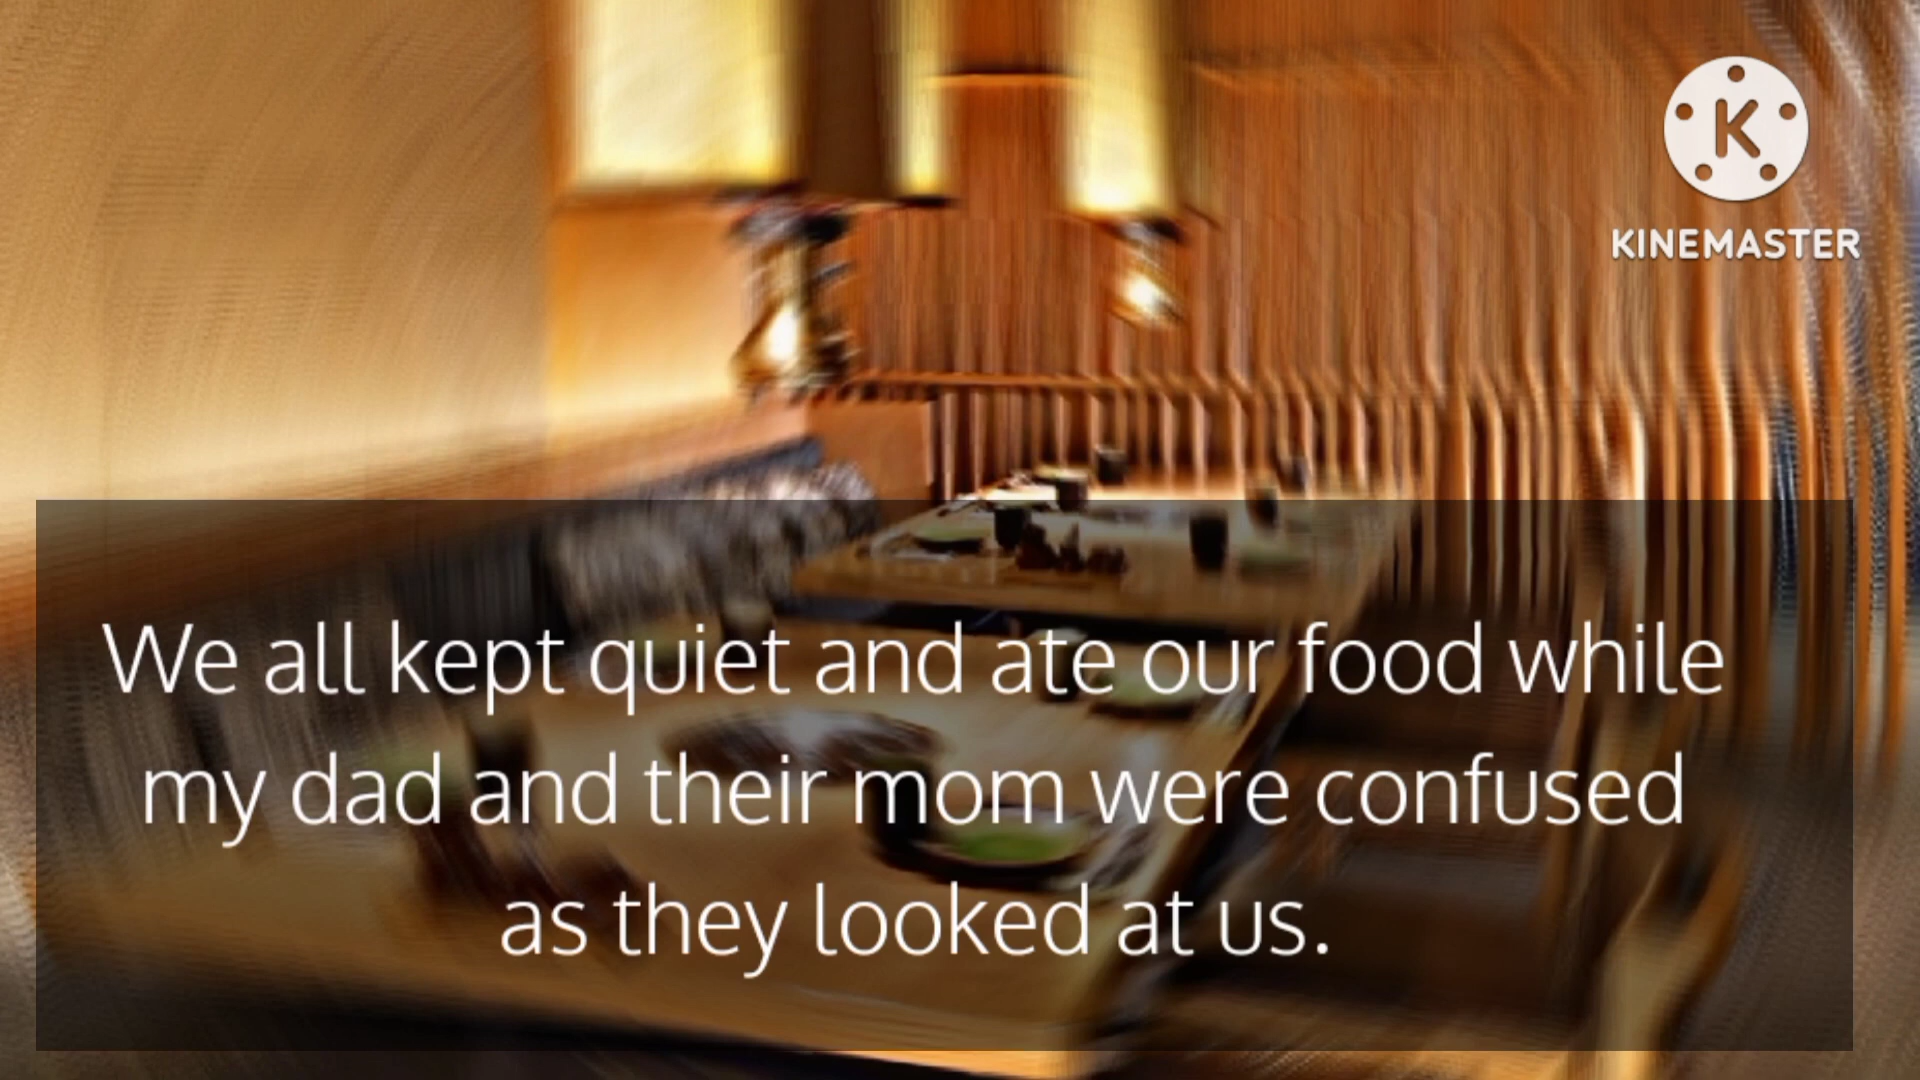 K
KINEMASTER
We all kept quiet and ate our food while
my dad and their mom were confused
as they looked at us.